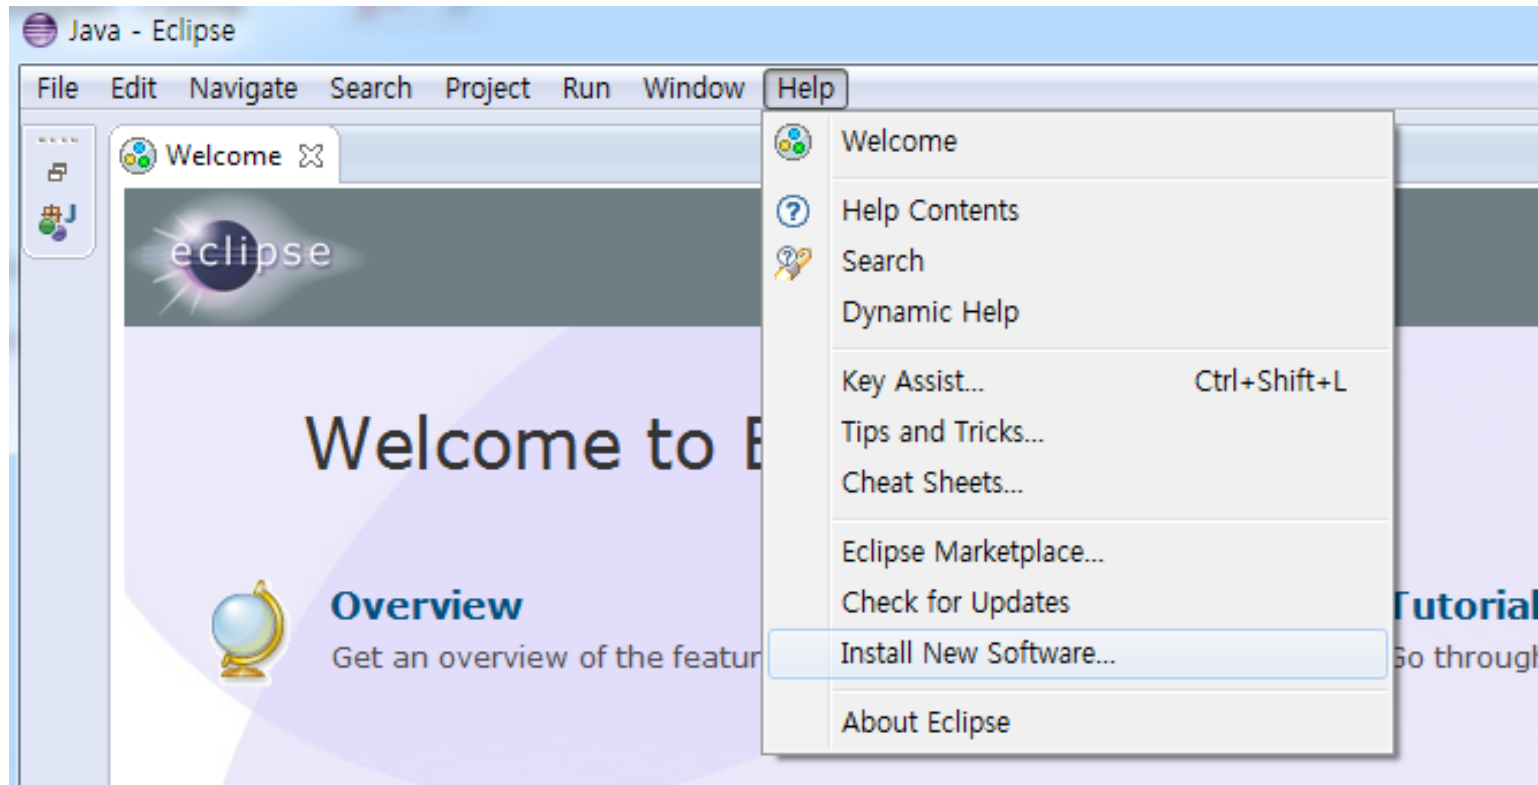 Java - Eclipse
File Edit Navigate Search Project Run Window Help
Welcome
J
eclipse
Welcome to
Overview
Get an overview of the featur
Welcome
Help Contents
Search
Dynamic Help
Key Assist... Ctrl+Shift+L
Tips and Tricks...
Cheat Sheets...
Eclipse Marketplace...
Check for Updates
Install New Software...
About Eclipse
Tutorial
Go through